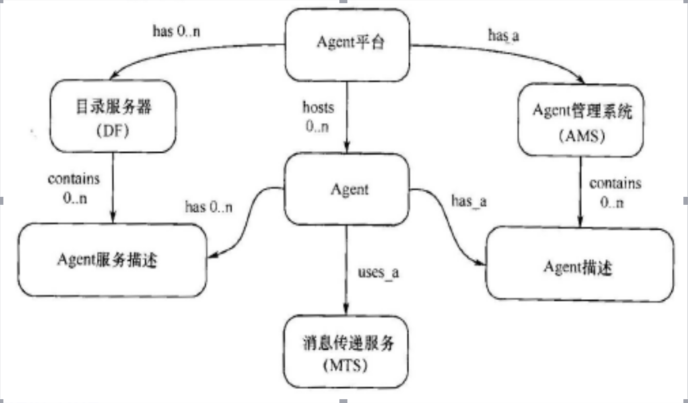 has 0..n
Agent平台
has_a
目录服务器
(DF)
hosts
0..n
Agent管理系统
(AMS)
contains
0..n
has 0..n
Agent
has_a
contains
0..n
Agent服务描述
uses_a
Agent描述
消息传递服务
(MTS)